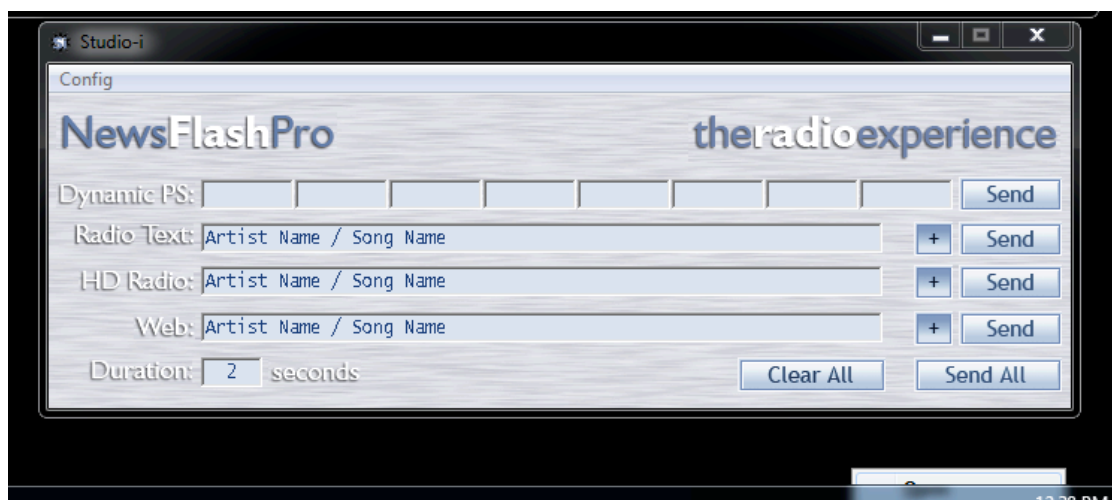 Studio-i
Config
NewsFlashPro theradioexperience
Dynamic PS: Send
Radio Text: Artist Name / Song Name + Send
HD Radio: Artist Name / Song Name + Send
Web: Artist Name / Song Name + Send
Duration: 2 seconds Clear All Send All